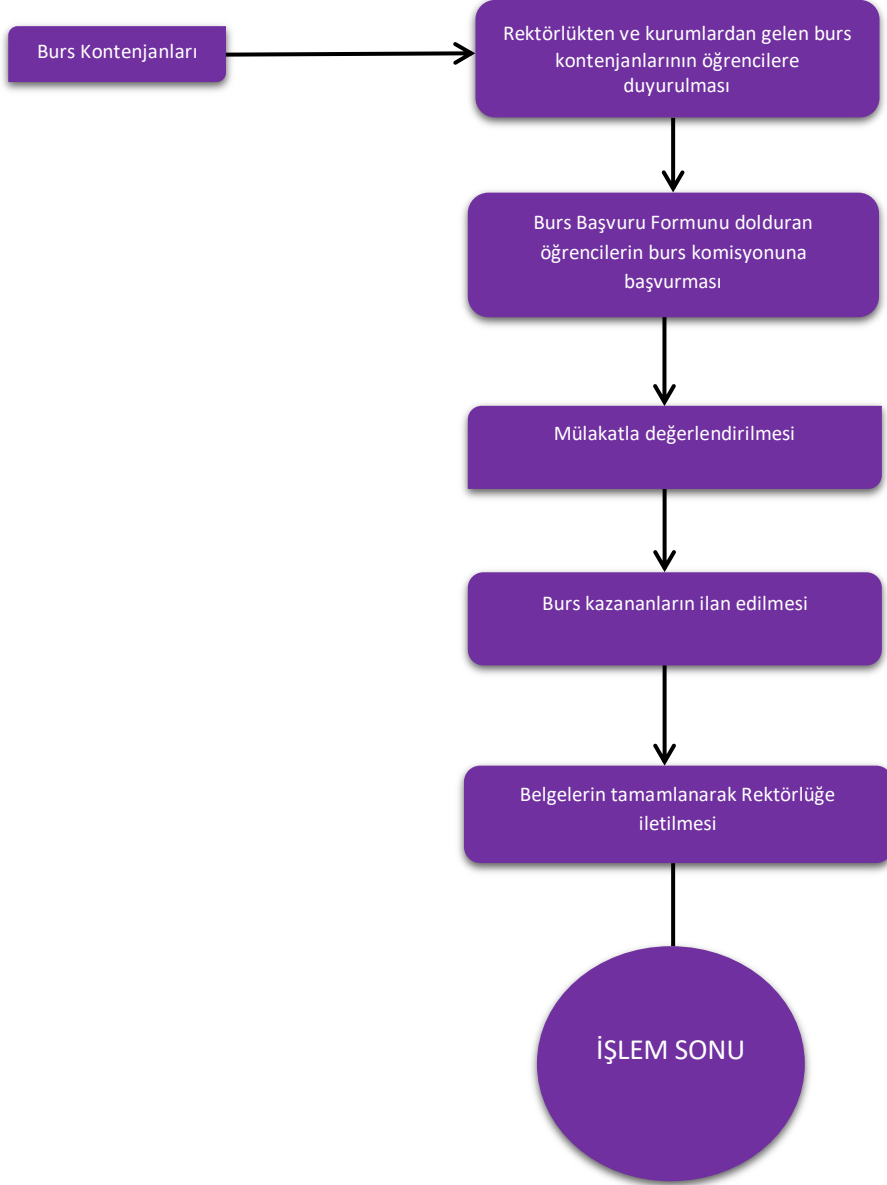 Burs Kontenjanları
Rektörlükten ve kurumlardan gelen burs
kontenjanlarının öğrencilere
duyurulması
Burs Başvuru Formunu dolduran
öğrencilerin burs komisyonuna
başvurması
Mülakatla değerlendirilmesi
Burs kazananların ilan edilmesi
Belgelerin tamamlanarak Rektörlüğe
iletilmesi
İŞLEM SONU